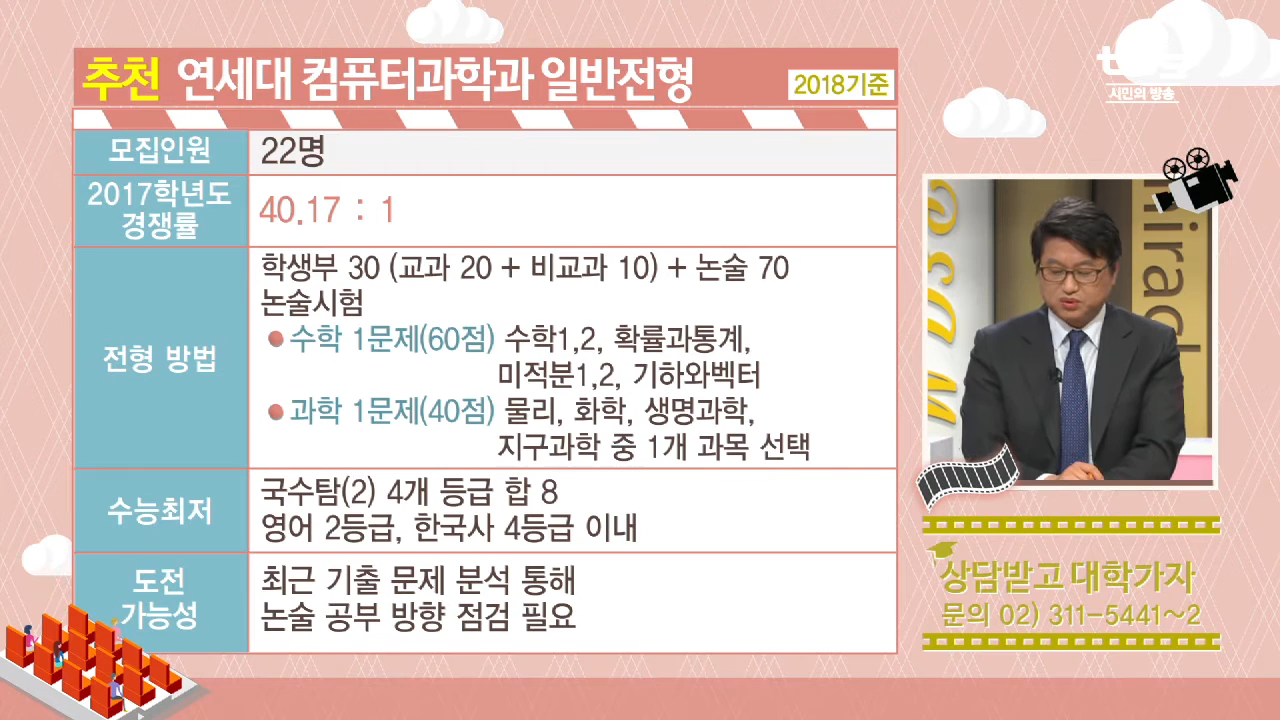 추천 연세대 컴퓨터과학과 일반전형
2018기준
모집인원
22명
2017학년도
경쟁률
40.17 : 1
전형 방법
학생부 30 (교과 20 + 비교과 10) + 논술 70
논술시험
● 수학 1문제(60점) 수학1,2, 확률과통계,
미적분1,2, 기하와벡터
● 과학 1문제(40점) 물리, 화학, 생명과학,
지구과학 중 1개 과목 선택
수능최저
국수탐(2) 4개 등급 합 8
영어 2등급, 한국사 4등급 이내
도전
가능성
최근 기출 문제 분석 통해
논술 공부 방향 점검 필요
시민의 방송
상담받고 대학가자
문의 02) 311-5441~2